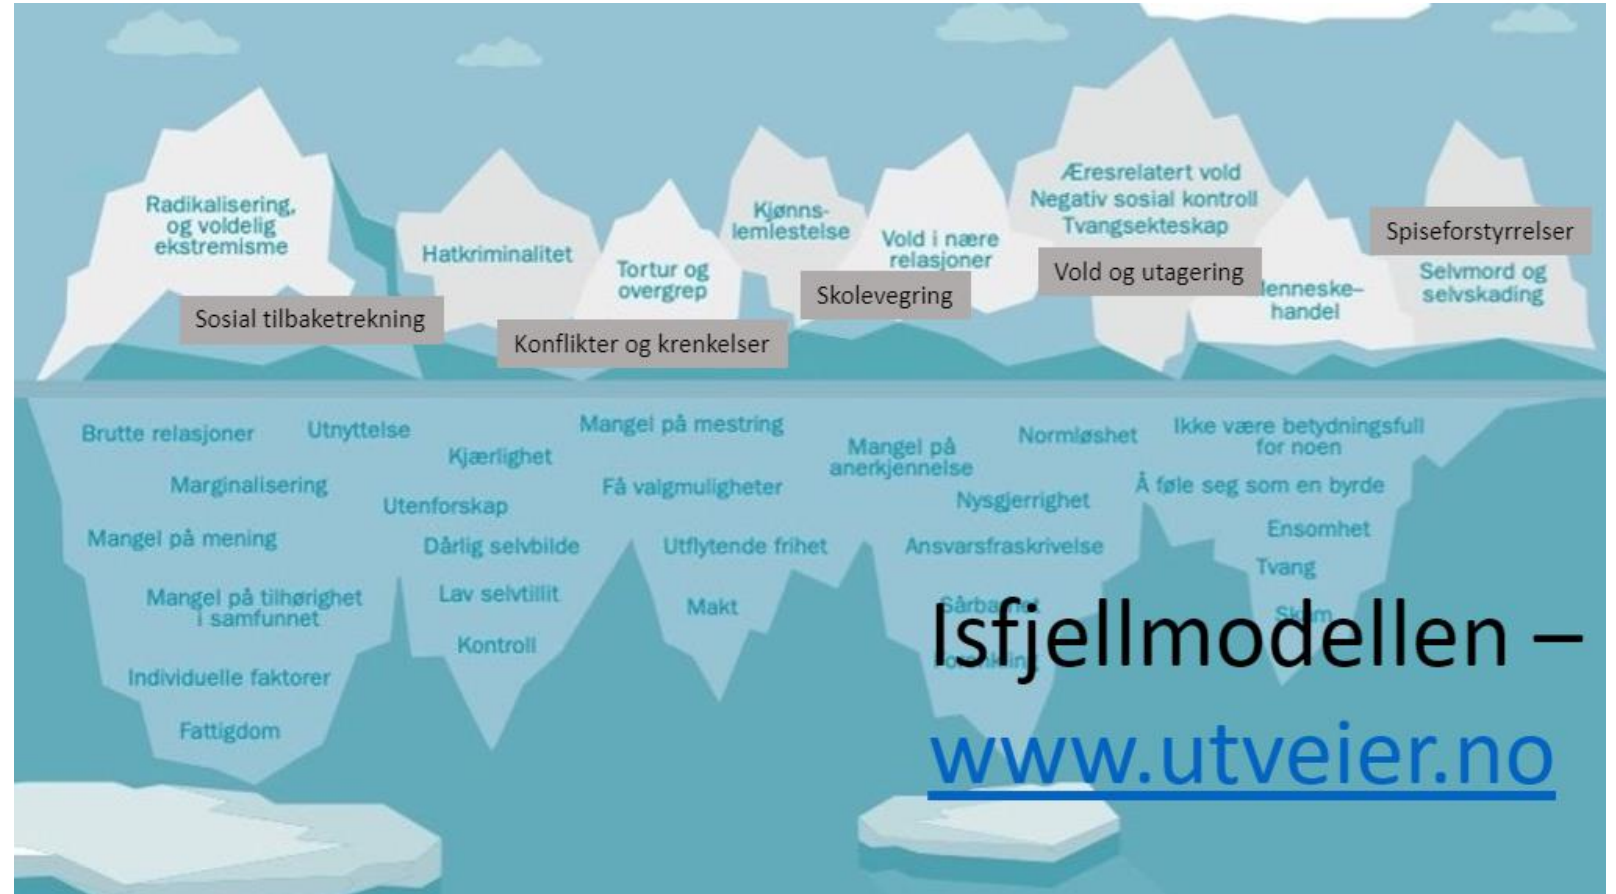 Radikalisering,
og voldelig
ekstremisme
Sosial tilbaketrekning
Hatkriminalitet
Konflikter og krenkelser
Tortur og
overgrep
Kjønns-
lemlestelse
Skolevegring
Vold i nære
relasjoner
Æresrelatert vold
Negativ sosial kontroll
Tvangsekteskap
Vold og utagering
handel
Spiseforstyrrelser
Selvmord og
selvskading
Brutte relasjoner
Utnyttelse
Kjærlighet
Mangel på mestring
Mangel på
anerkjennelse
Normløshet
Ikke være betydningsfull
for noen
Marginalisering
Utenforskap
Få valgmuligheter
Nysgjerrighet
Å føle seg som en byrde
Mangel på mening
Dårlig selvbilde
Utflytende frihet
Ansvarsfraskrivelse
Ensomhet
Tvang
Mangel på tilhørighet
i samfunnet
Lav selvtillit
Makt
Kontroll
Individuelle faktorer
Fattigdom
Isfjellmodellen –
www.utveier.no